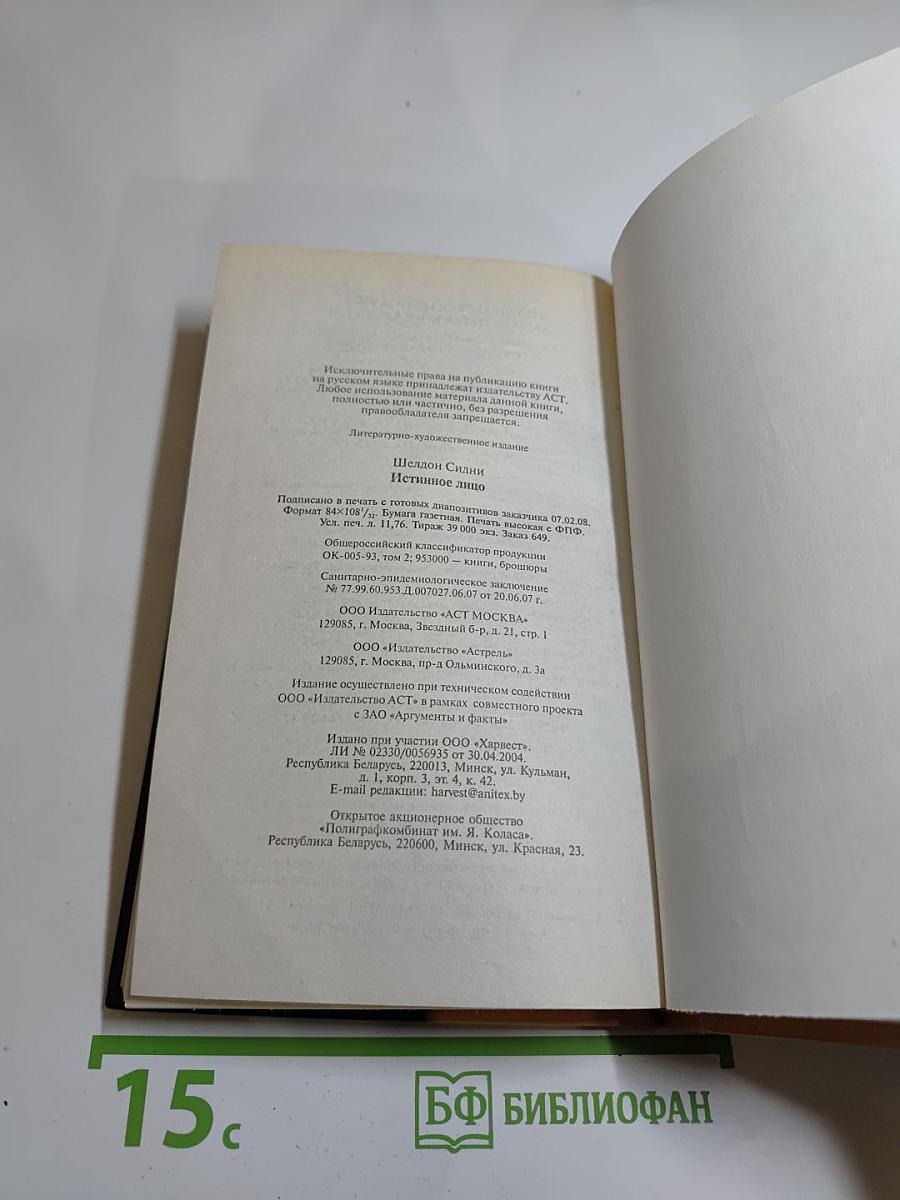 Исключительные права на публикацию книги
на русском языке принадлежат издательству АСТ.
Любое использование материала данной книги,
полностью или частично, без разрешения
правообладателя запрещается.
Литературно-художественное издание
Шелдон Сидни
Истинное лицо
Подписано в печать с готовых диапозитивов заказчика 07.02.08.
Формат 84×108 1/32. Бумага газетная. Печать высокая с ФПФ.
Усл. печ. л. 11,76. Тираж 39 000 экз. Заказ 649.
Общероссийский классификатор продукции
ОК-005-93, том 2; 953000 — книги, брошюры
Санитарно-эпидемиологическое заключение
№ 77.99.60.953.Д.007027.06.07 от 20.06.07 г.
ООО Издательство «АСТ МОСКВА»
129085, г. Москва, Звездный б-р, д. 21, стр. 1
ООО «Издательство «Астрель»
129085, г. Москва, пр-д Ольминского, д. 3а
Издание осуществлено при техническом содействии
ООО «Издательство АСТ» в рамках совместного проекта
с ЗАО «Аргументы и факты»
Издано при участии ООО «Харвест».
ЛИ № 02330/0056935 от 30.04.2004.
Республика Беларусь, 220013, Минск, ул. Кульман,
д. 1, корп. 3, эт. 4, к. 42.
E-mail редакции: harvest@anitex.by
Открытое акционерное общество
«Полиграфкомбинат им. Я. Коласа».
Республика Беларусь, 220600, Минск, ул. Красная, 23.
15 с
БФ БИБЛИОФАН